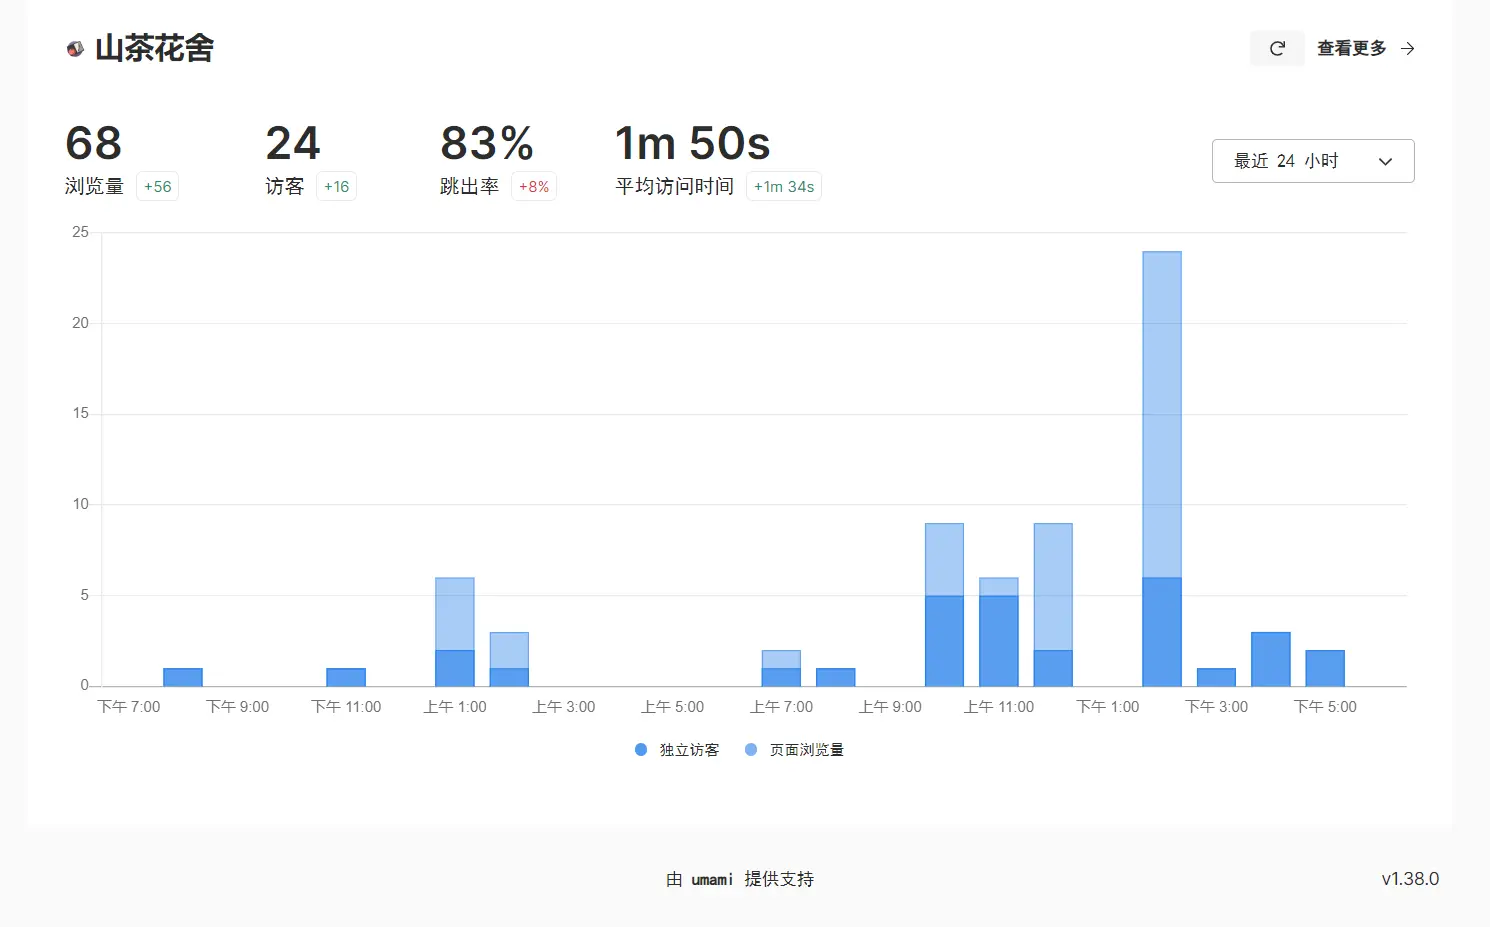 山茶花舍
查看更多
68 24 83% 1m 50s
浏览量 +56 访客 +16 跳出率 +8% 平均访问时间 +1m 34s
最近 24 小时
25
20
15
10
5
0
下午 7:00 下午 9:00 下午 11:00 上午 1:00 上午 3:00 上午 5:00 上午 7:00 上午 9:00 上午 11:00 下午 1:00 下午 3:00 下午 5:00
独立访客 页面浏览量
由 umami 提供支持
v1.38.0